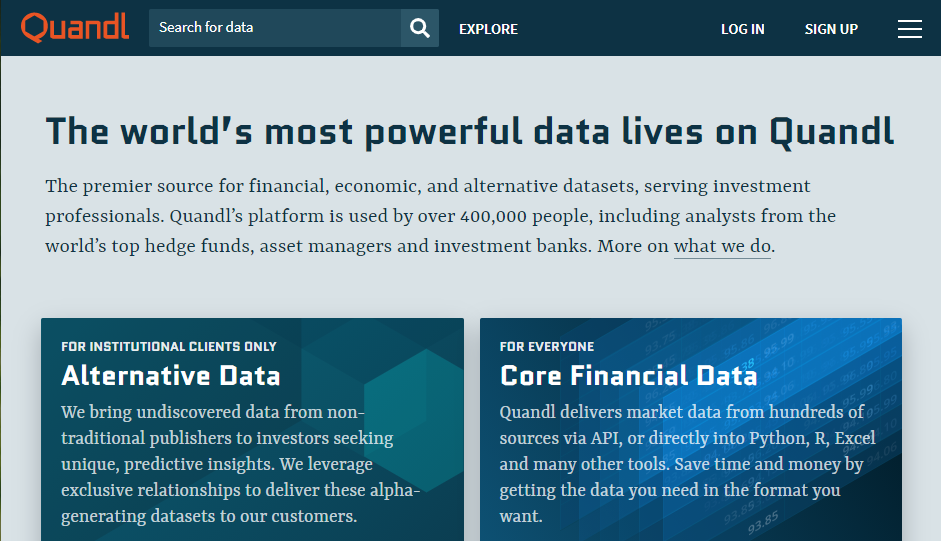 Quandl Search for data EXPLORE LOG IN SIGN UP
The world's most powerful data lives on Quandl
The premier source for financial, economic, and alternative datasets, serving investment
professionals. Quandl’s platform is used by over 400,000 people, including analysts from the
world’s top hedge funds, asset managers and investment banks. More on what we do.
FOR INSTITUTIONAL CLIENTS ONLY
Alternative Data
We bring undiscovered data from non-
traditional publishers to investors seeking
unique, predictive insights. We leverage
exclusive relationships to deliver these alpha-
generating datasets to our customers.
FOR EVERYONE
Core Financial Data
Quandl delivers market data from hundreds of
sources via API, or directly into Python, R, Excel
and many other tools. Save time and money by
getting the data you need in the format you
want.
95.99
93.85